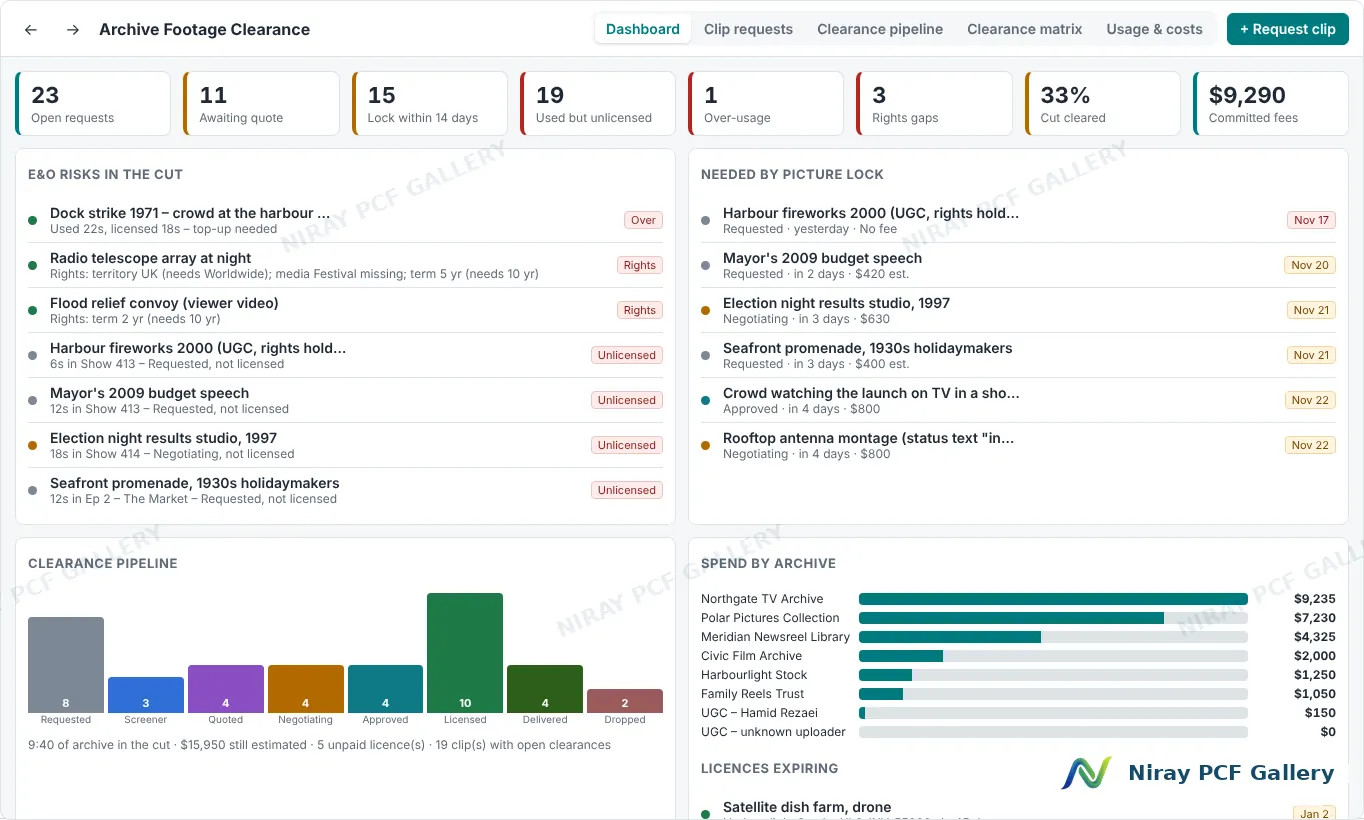 Archive Footage Clearance
Dashboard
Clip requests
Clearance pipeline
Clearance matrix
Usage & costs
+ Request clip
23
Open requests
11
Awaiting quote
15
Lock within 14 days
19
Used but unlicensed
1
Over-usage
3
Rights gaps
33%
Cut cleared
$9,290
Committed fees
E&O RISKS IN THE CUT
Dock strike 1971 – crowd at the harbour ...
Used 22s, licensed 18s – top-up needed
Over
Radio telescope array at night
Rights: territory UK (needs Worldwide); media Festival missing; term 5 yr (needs 10 yr)
Rights
Flood relief convoy (viewer video)
Rights: term 2 yr (needs 10 yr)
Rights
Harbour fireworks 2000 (UGC, rights hold...
6s in Show 413 – Requested, not licensed
Unlicensed
Mayor's 2009 budget speech
12s in Show 413 – Requested, not licensed
Unlicensed
Election night results studio, 1997
18s in Show 414 – Negotiating, not licensed
Unlicensed
Seafront promenade, 1930s holidaymakers
12s in Ep 2 – The Market – Requested, not licensed
Unlicensed
NEEDED BY PICTURE LOCK
Harbour fireworks 2000 (UGC, rights hold...
Requested · yesterday · No fee
Nov 17
Mayor's 2009 budget speech
Requested · in 2 days · $420 est.
Nov 20
Election night results studio, 1997
Negotiating · in 3 days · $630
Nov 21
Seafront promenade, 1930s holidaymakers
Requested · in 3 days · $400 est.
Nov 21
Crowd watching the launch on TV in a sho...
Approved · in 4 days · $800
Nov 22
Rooftop antenna montage (status text "in...
Negotiating · in 4 days · $800
Nov 22
CLEARANCE PIPELINE
8
3
4
4
4
10
4
2
Requested
Screener
Quoted
Negotiating
Approved
Licensed
Delivered
Dropped
9:40 of archive in the cut · $15,950 still estimated · 5 unpaid licence(s) · 19 clip(s) with open clearances
SPEND BY ARCHIVE
Northgate TV Archive $9,235
Polar Pictures Collection $7,230
Meridian Newsreel Library $4,325
Civic Film Archive $2,000
Harbourlight Stock $1,250
Family Reels Trust $1,050
UGC – Hamid Rezaei $150
UGC – unknown uploader $0
LICENCES EXPIRING
Satellite dish farm, drone
Jan 2
Niray PCF Gallery
NIRAY PCF GALLERY
NIRAY PCF GALLERY
NIRAY PCF GALLERY
NIRAY PCF GALLERY
NIRAY PCF GALLERY